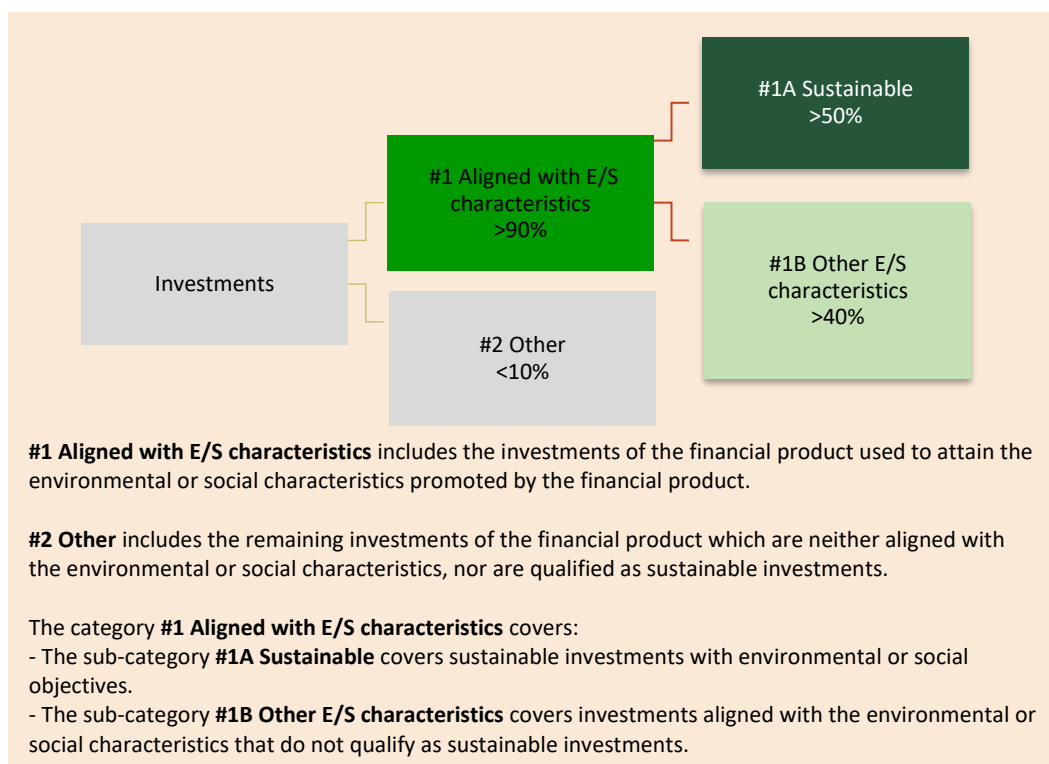 #1A Sustainable
>50%
#1 Aligned with E/S
characteristics
>90%
Investments
#1B Other E/S
characteristics
>40%
#2 Other
<10%
#1 Aligned with E/S characteristics includes the investments of the financial product used to attain the
environmental or social characteristics promoted by the financial product.
#2 Other includes the remaining investments of the financial product which are neither aligned with
the environmental or social characteristics, nor are qualified as sustainable investments.
The category #1 Aligned with E/S characteristics covers:
- The sub-category #1A Sustainable covers sustainable investments with environmental or social
objectives.
- The sub-category #1B Other E/S characteristics covers investments aligned with the environmental or
social characteristics that do not qualify as sustainable investments.